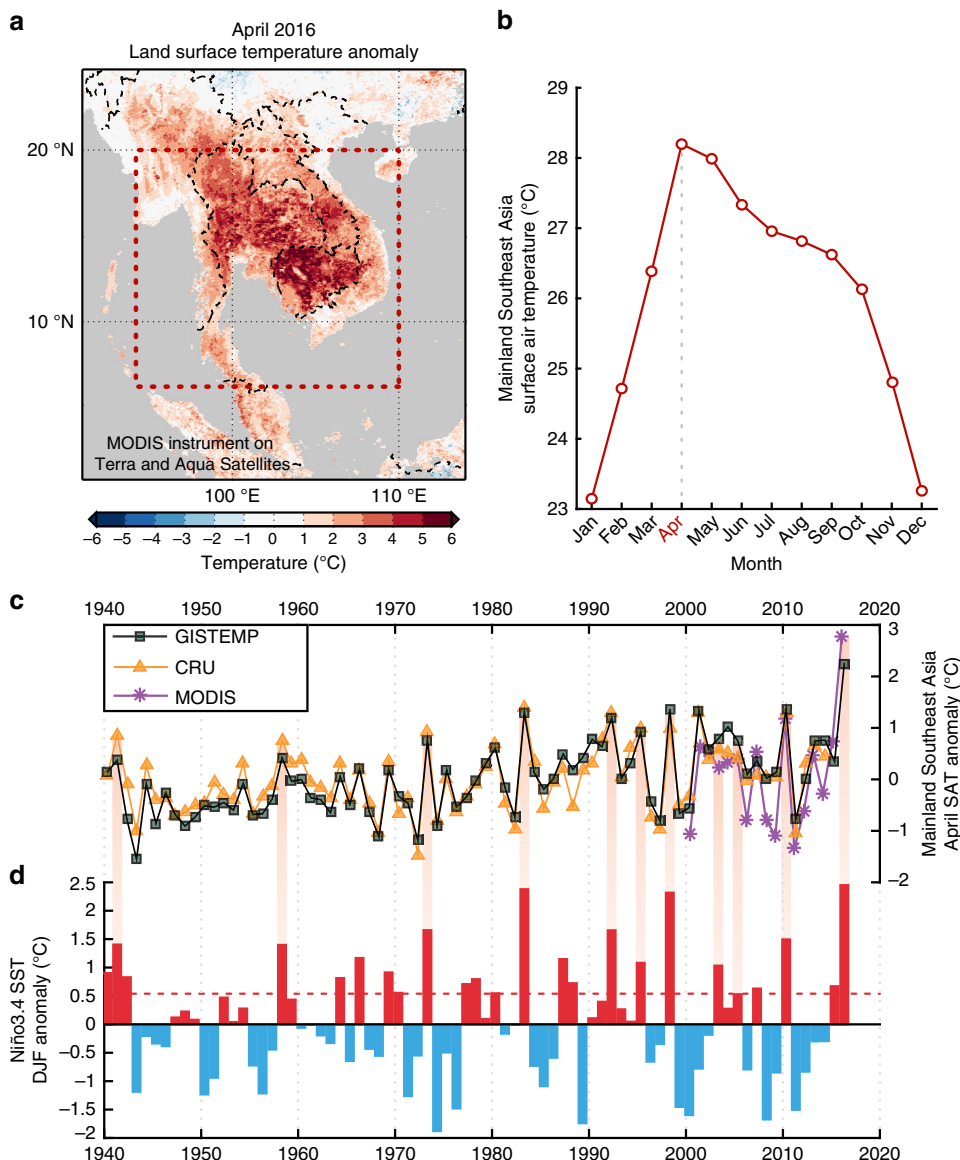 a
April 2016
Land surface temperature anomaly
20 °N
10 °N
MODIS instrument on
Terra and Aqua Satellites
100 °E 110 °E
−6 −5 −4 −3 −2 −1 0 1 2 3 4 5 6
Temperature (°C)
b
Mainland Southeast Asia
surface air temperature (°C)
29
28
27
26
25
24
23
Jan Feb Mar Apr May Jun Jul Aug Sep Oct Nov Dec
Month
c
1940 1950 1960 1970 1980 1990 2000 2010 2020
GISTEMP
CRU
MODIS
3
2
1
0
−1
−2
Mainland Southeast Asia
April SAT anomaly (°C)
d
2.5
2
1.5
1
0.5
0
−0.5
−1
−1.5
−2
Niño3.4 SST
DJF anomaly (°C)
1940 1950 1960 1970 1980 1990 2000 2010 2020